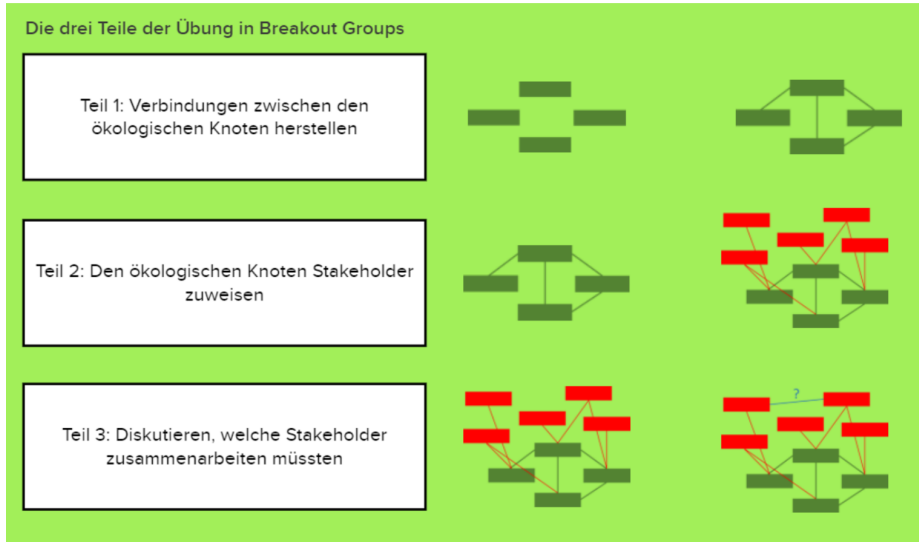 Die drei Teile der Übung in Breakout Groups
Teil 1: Verbindungen zwischen den
ökologischen Knoten herstellen
Teil 2: Den ökologischen Knoten Stakeholder
zuweisen
?
Teil 3: Diskutieren, welche Stakeholder
zusammenarbeiten müssten